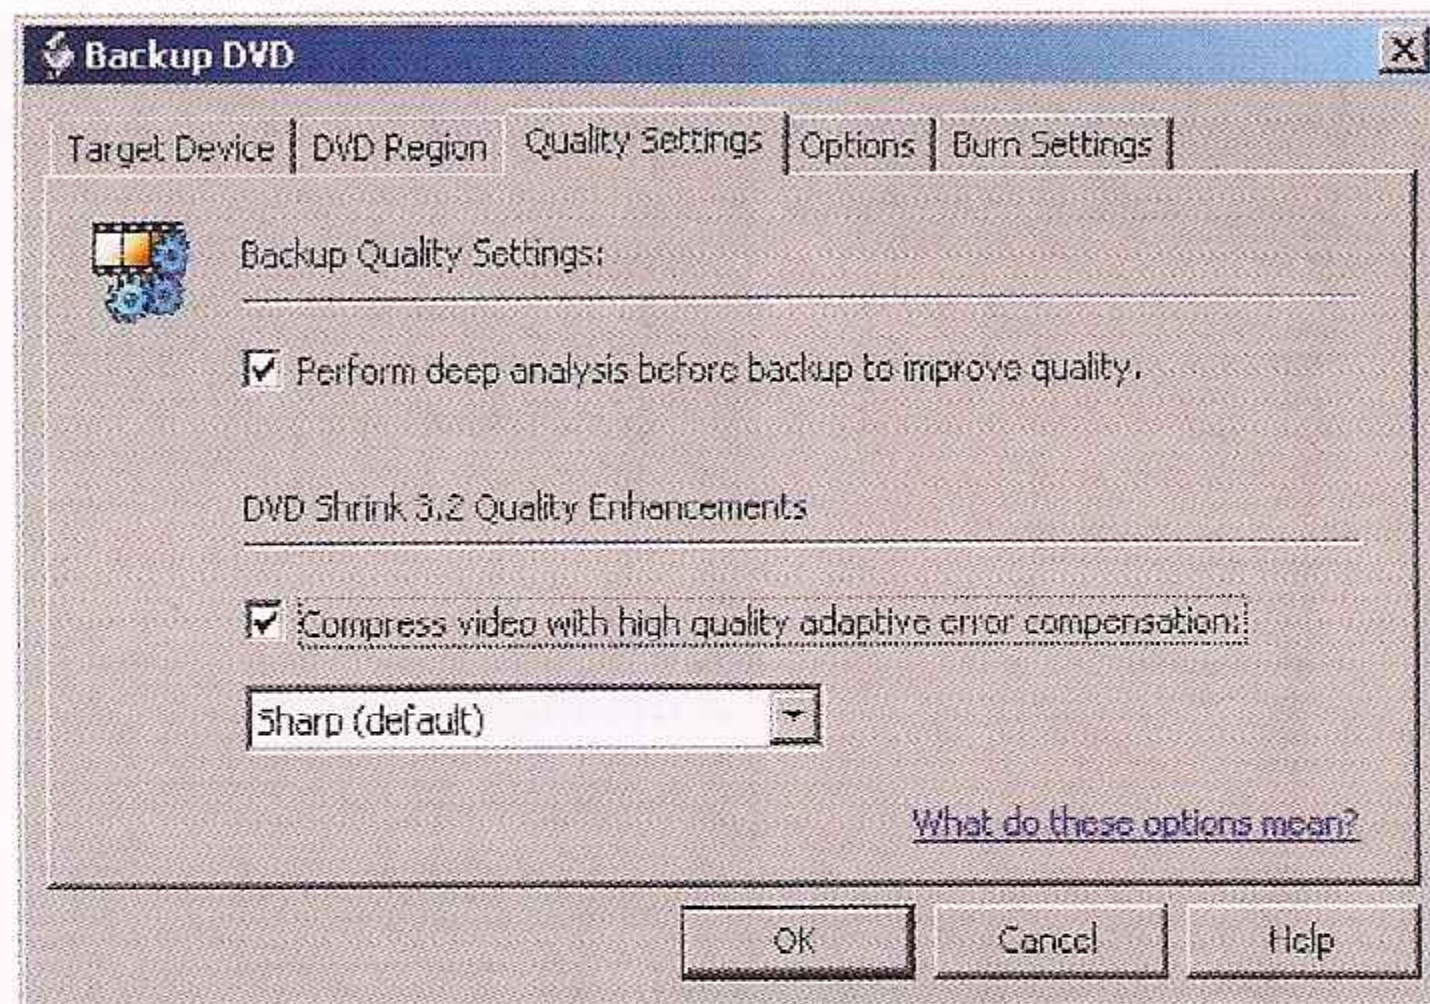 Backup DVD
Target Device DVD Region Quality Settings Options Burn Settings
Backup Quality Settings:
Perform deep analysis before backup to improve quality.
DVD Shrink 3.2 Quality Enhancements
Compress video with high quality adaptive error compensation:
Sharp (default)
What do these options mean?
OK Cancel Help